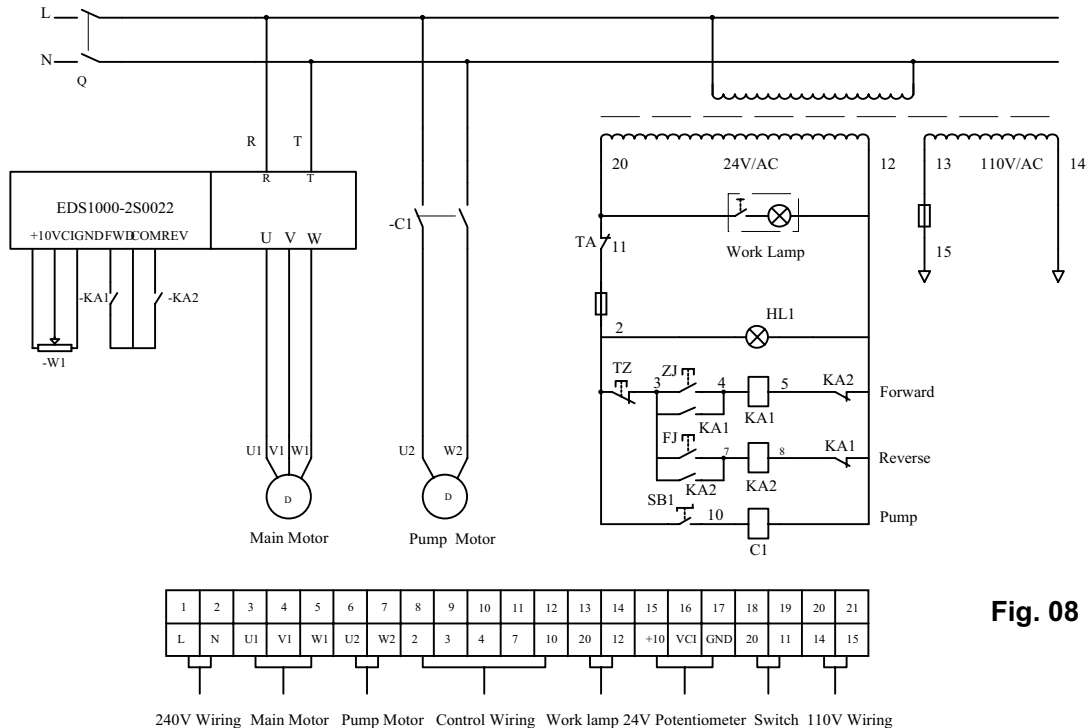 L
N
Q
R T
R T
EDS1000-2S0022
+10VCIGNDFWDCOMREV
U V W
-KA1
-KA2
-W1
U1 V1 W1
D
Main Motor
-C1
U2 W2
D
Pump Motor
20 24V/AC 12 13 110V/AC 14
TA 11
Work Lamp
15
2 HL1
TZ 3 ZJ 4 KA1 5 KA2 Forward
KA1
FJ 7 KA2 8 KA1 Reverse
KA2
SB1 10 C1 Pump
1 2 3 4 5 6 7 8 9 10 11 12 13 14 15 16 17 18 19 20 21
L N U1 V1 W1 U2 W2 2 3 4 7 10 20 12 +10 VCI GND 20 11 14 15
240V Wiring Main Motor Pump Motor Control Wiring Work lamp 24V Potentiometer Switch 110V Wiring
Fig. 08